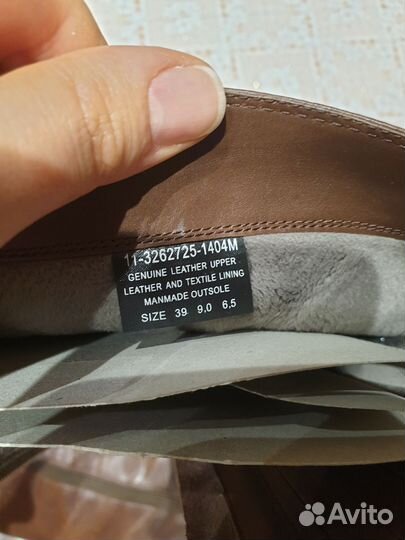 11-3262725-1404M
GENUINE LEATHER UPPER
LEATHER AND TEXTILE LINING
MANMADE OUTSOLE
SIZE 39 9.0 6,5
Avito